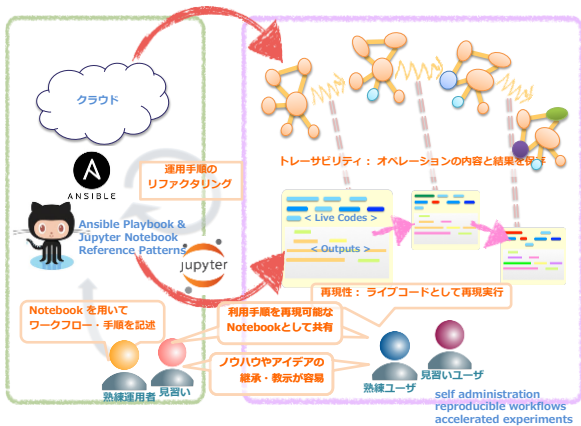 クラウド
ANSIBLE
運用手順の
リファクタリング
Ansible Playbook &
Jupyter Notebook
Reference Patterns
jupyter
トレーサビリティ： オペレーションの内容と結果を保
< Live Codes >
< Outputs >
再現性： ライブコードとして再現実行
Notebook を用いて
ワークフロー・手順を記述
利用手順を再現可能な
Notebookとして共有
ノウハウやアイデアの
継承・教示が容易
熟練運用者
見習い
熟練ユーザ
見習いユーザ
self administration
reproducible workflows
accelerated experiments